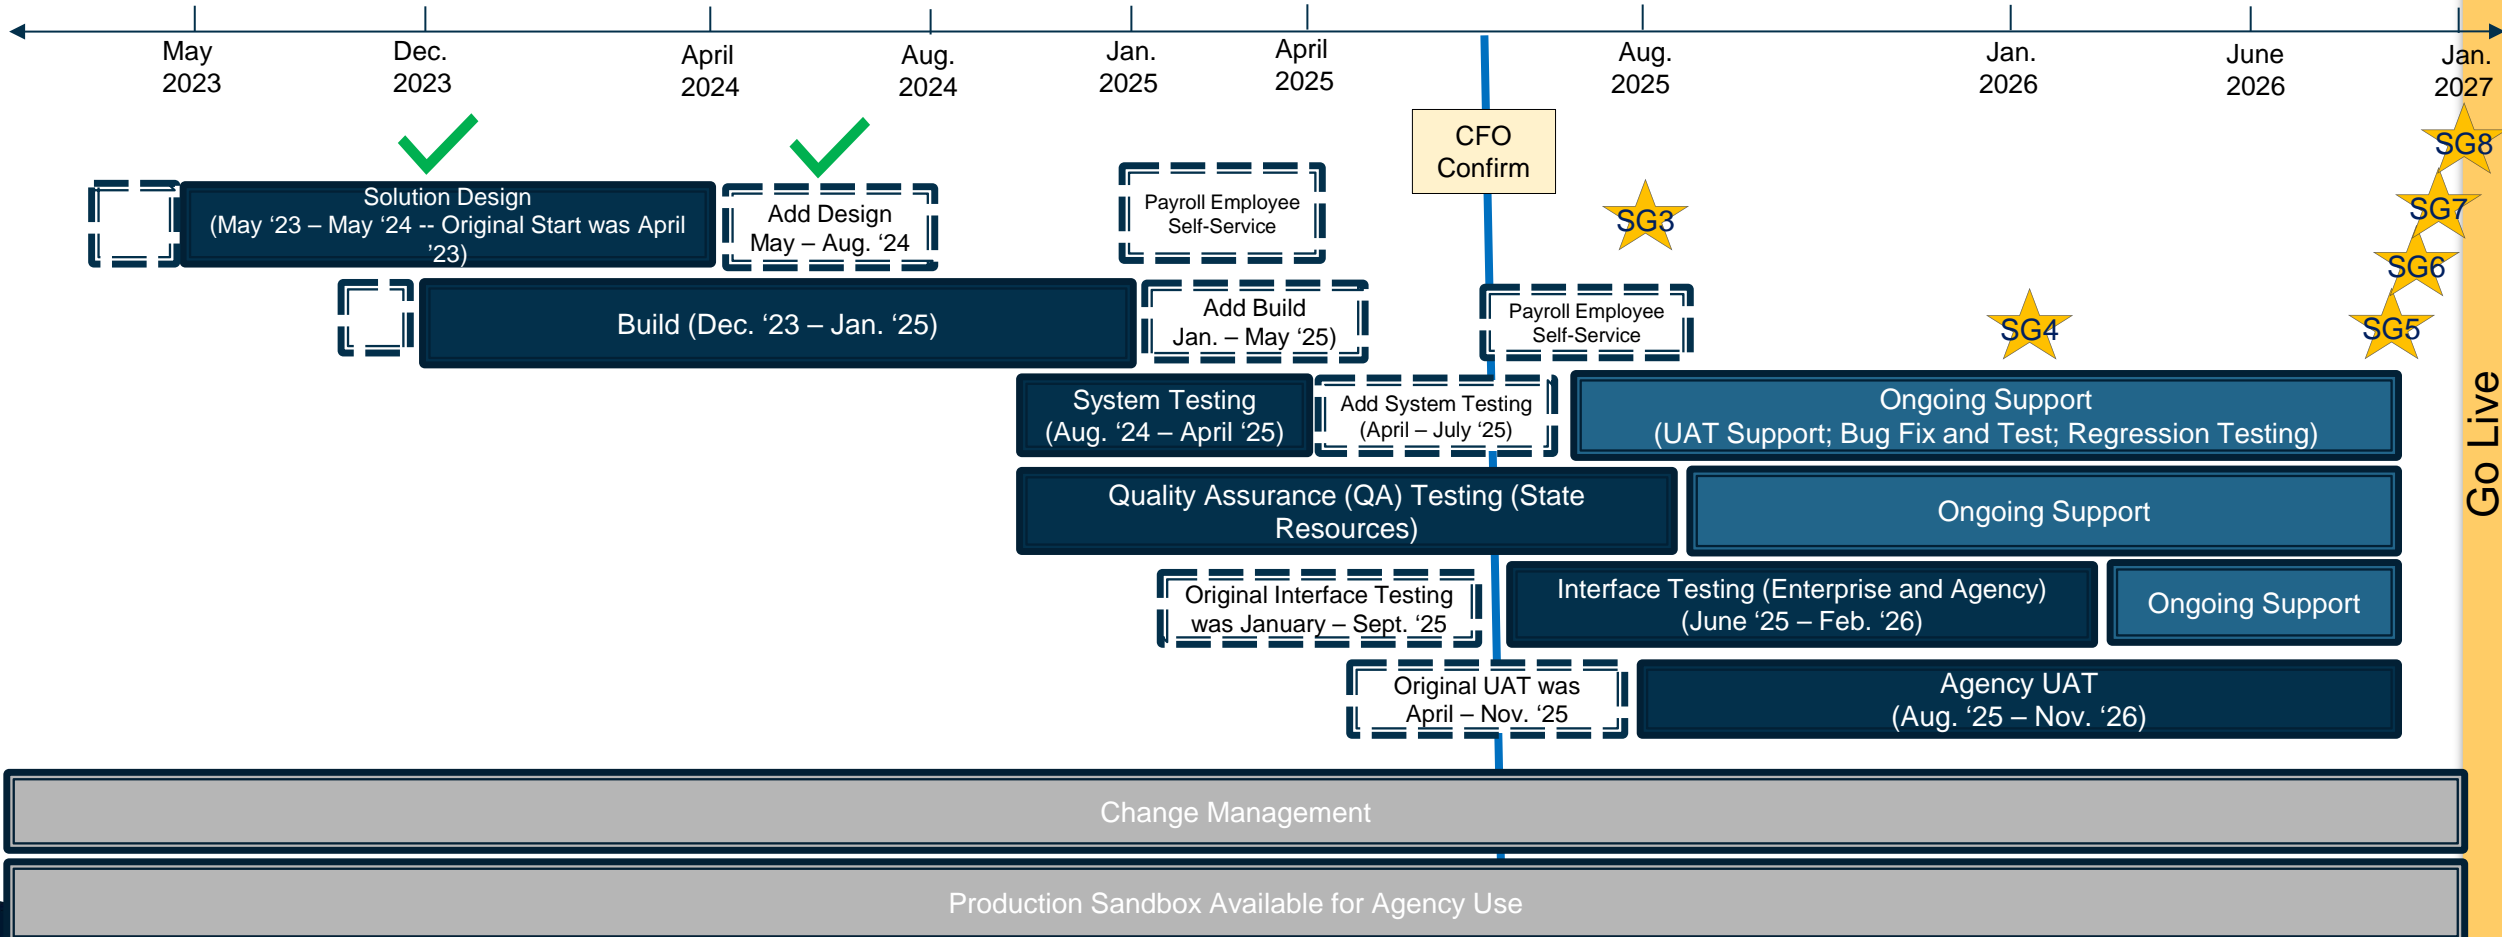 May
2023
Dec.
2023
April
2024
Aug.
2024
Jan.
2025
April
2025
Aug.
2025
Jan.
2026
June
2026
Jan.
2027
CFO
Confirm
SG8
Solution Design
(May ‘23 – May ‘24 -- Original Start was April
’23)
Add Design
May – Aug. ‘24
Payroll Employee
Self-Service
SG3
SG7
SG6
Build (Dec. ‘23 – Jan. ‘25)
Add Build
Jan. – May ‘25)
Payroll Employee
Self-Service
SG4
SG5
System Testing
(Aug. ‘24 – April ‘25)
Add System Testing
(April – July ‘25)
Ongoing Support
(UAT Support; Bug Fix and Test; Regression Testing)
Go Live
Quality Assurance (QA) Testing (State
Resources)
Ongoing Support
Original Interface Testing
was January – Sept. ‘25
Interface Testing (Enterprise and Agency)
(June ‘25 – Feb. ‘26)
Ongoing Support
Original UAT was
April – Nov. ‘25
Agency UAT
(Aug. ‘25 – Nov. ‘26)
Change Management
Production Sandbox Available for Agency Use